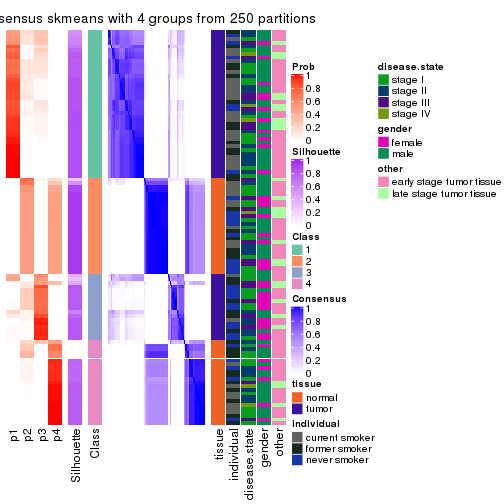 sensus skmeans with 4 groups from 250 partitions
Prob
1
0.8
0.6
0.4
0.2
0
Silhouette
1
0.8
0.6
0.4
0.2
0
Class
1
2
3
4
Consensus
1
0.8
0.6
0.4
0.2
0
tissue
normal
tumor
individual
current smoker
former smoker
never smoker
disease.state
stage I
stage II
stage III
stage IV
gender
female
male
other
early stage tumor tissue
late stage tumor tissue
p1
p2
p3
p4
Silhouette
Class
tissue
individual
disease.state
gender
other